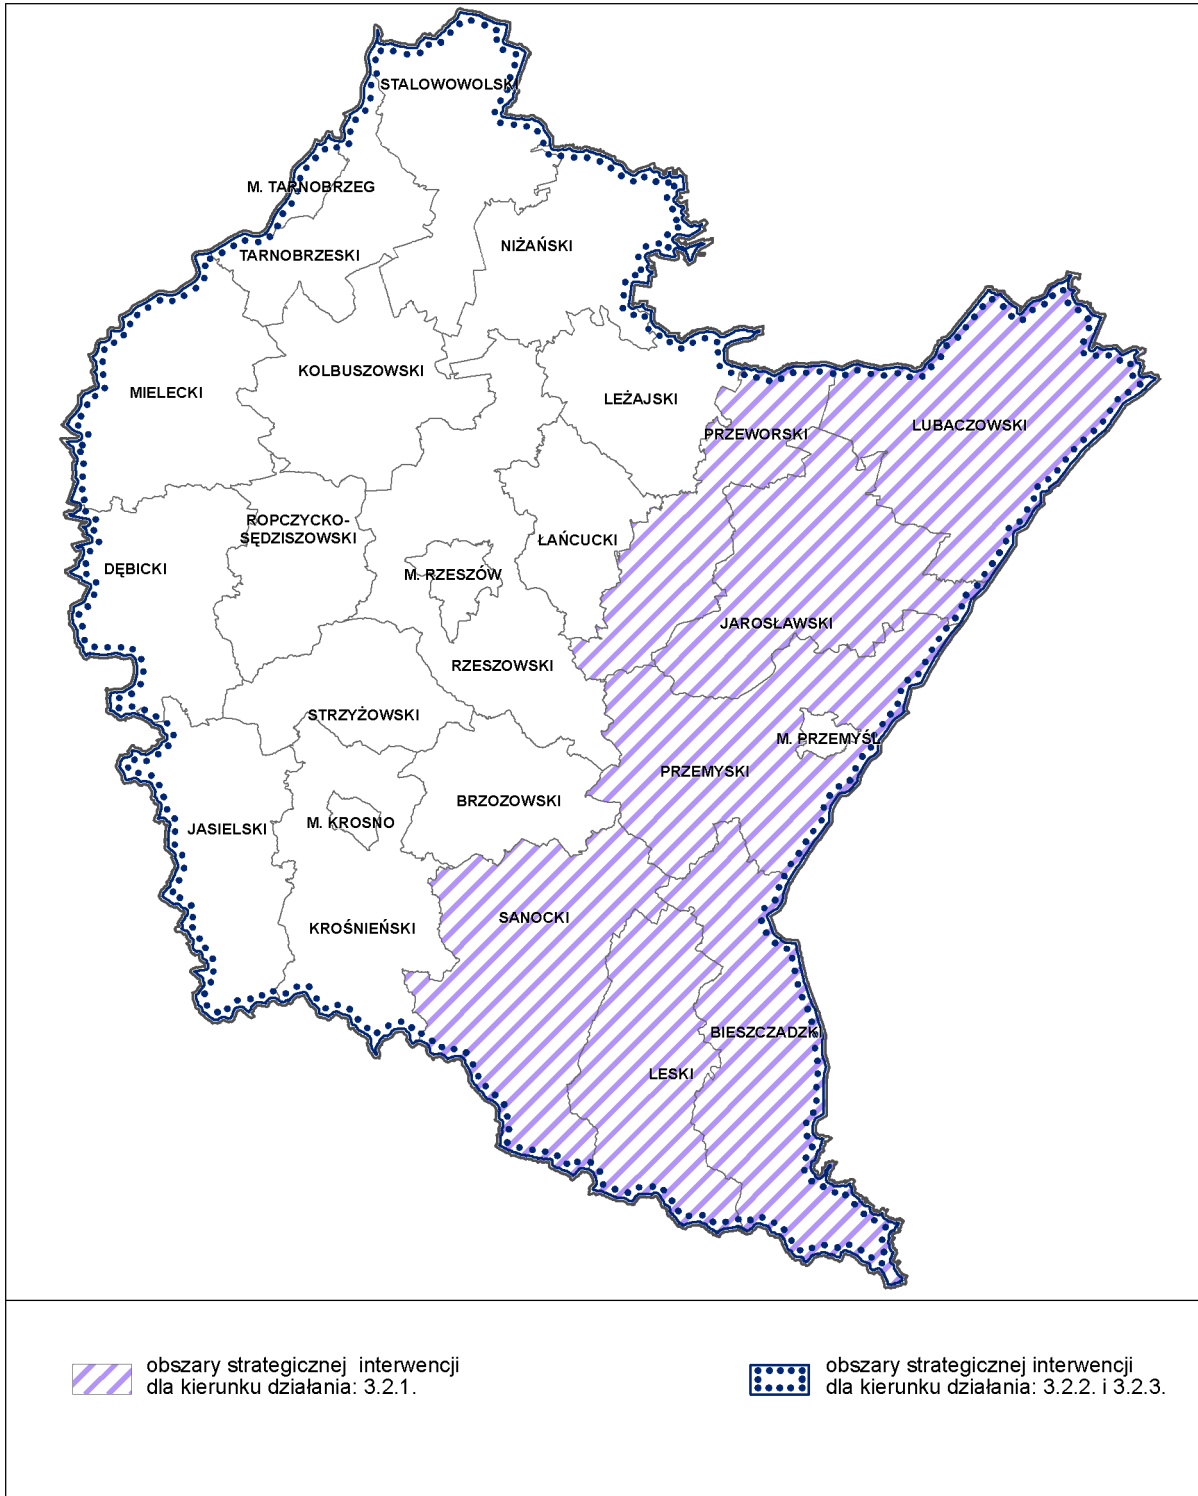 STALOWOWOLSKI
M. TARNOBRZEG
NIŻAŃSKI
TARNOBRZESKI
KOLBUSZOWSKI
MIELECKI
LEŻAJSKI
LUBACZOWSKI
PRZEWORSKI
ROPCZYCKO-
SĘDZISZOWSKI
ŁAŃCUCKI
DĘBICKI
M. RZESZÓW
JAROSŁAWSKI
RZESZOWSKI
STRZYŻOWSKI
M. PRZEMYŚL
PRZEMYSKI
BRZOZOWSKI
M. KROSNO
JASIELSKI
SANOCKI
KROŚNIEŃSKI
BIESZCZADZKI
LESKI
obszary strategicznej interwencji
dla kierunku działania: 3.2.1.
obszary strategicznej interwencji
dla kierunku działania: 3.2.2. i 3.2.3.